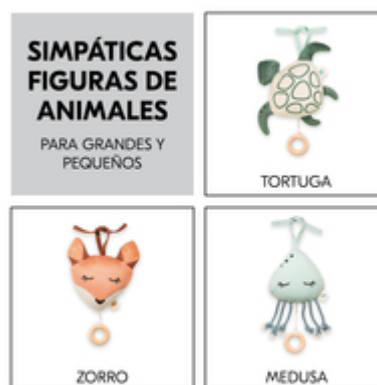 SIMPÁTICAS
FIGURAS DE
ANIMALES
PARA GRANDES Y
PEQUEÑOS
TORTUGA
ZORRO
MEDUSA